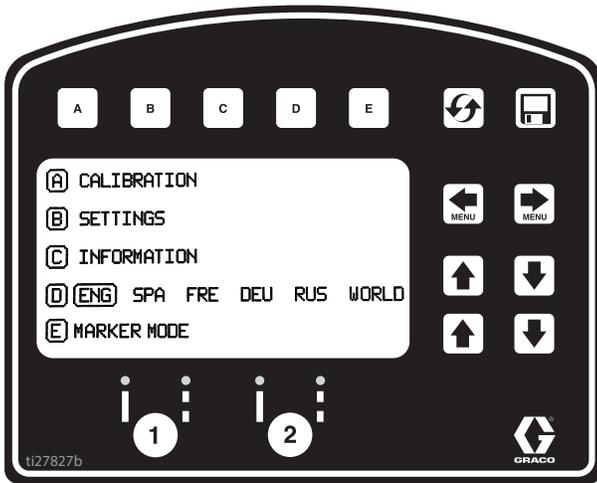 A B C D E
A CALIBRATION
B SETTINGS
C INFORMATION
D ENG SPA FRE DEU RUS WORLD
E MARKER MODE
MENU MENU
1 2
ti27827b
GRACO